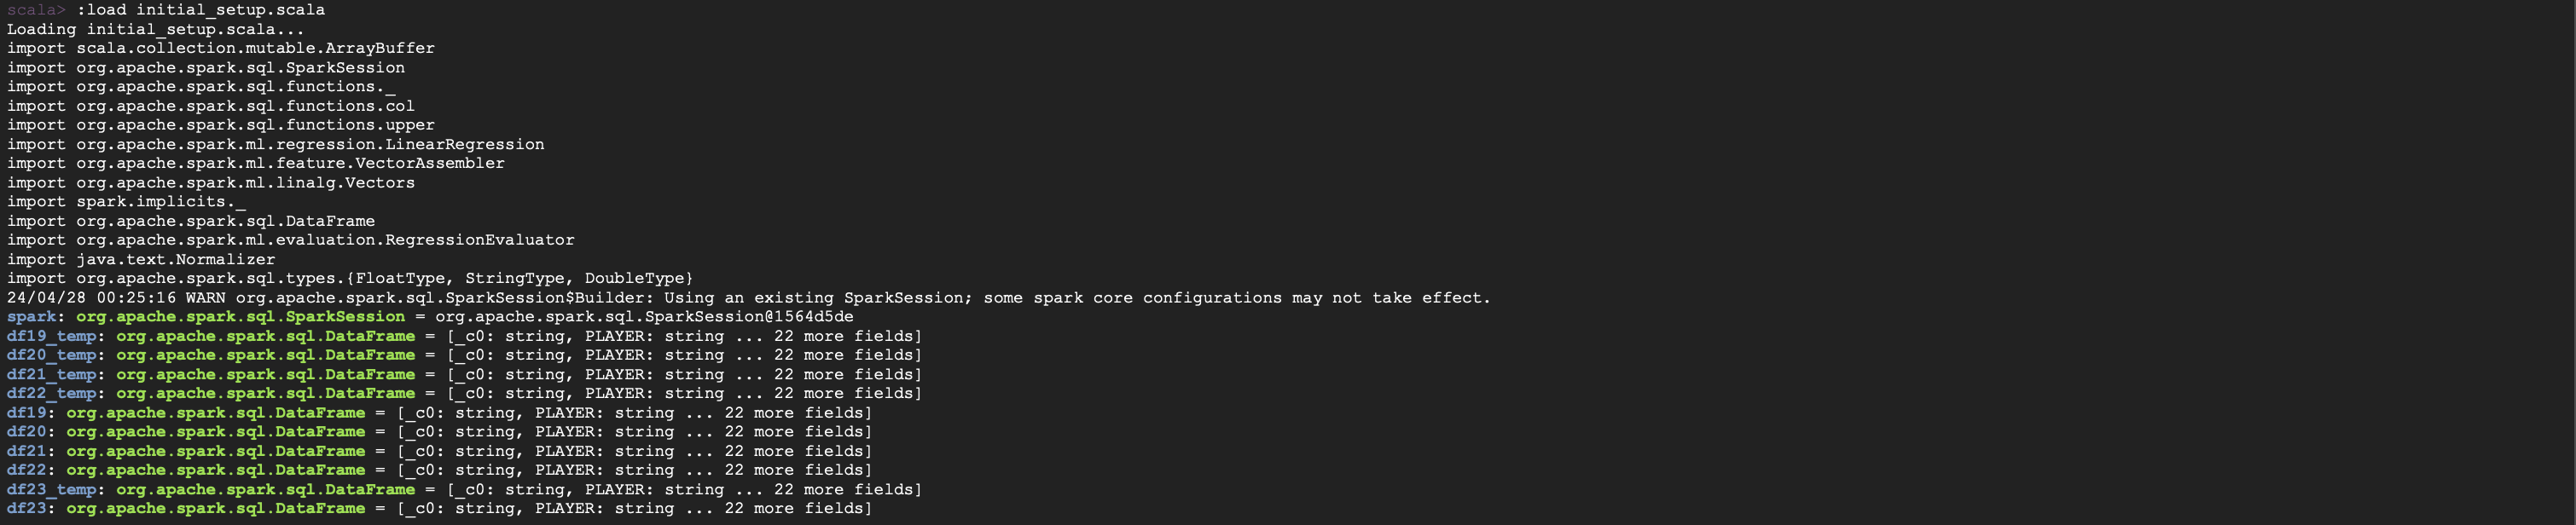 scala> :load initial_setup.scala
Loading initial_setup.scala...
import scala.collection.mutable.ArrayBuffer
import org.apache.spark.sql.SparkSession
import org.apache.spark.sql.functions._
import org.apache.spark.sql.functions.col
import org.apache.spark.sql.functions.upper
import org.apache.spark.ml.regression.LinearRegression
import org.apache.spark.ml.feature.VectorAssembler
import org.apache.spark.ml.linalg.Vectors
import spark.implicits._
import org.apache.spark.sql.DataFrame
import org.apache.spark.ml.evaluation.RegressionEvaluator
import java.text.Normalizer
import org.apache.spark.sql.types.{FloatType, StringType, DoubleType}
24/04/28 00:25:16 WARN org.apache.spark.sql.SparkSession$Builder: Using an existing SparkSession; some spark core configurations may not take effect.
spark: org.apache.spark.sql.SparkSession = org.apache.spark.sql.SparkSession@1564d5de
df19_temp: org.apache.spark.sql.DataFrame = [_c0: string, PLAYER: string ... 22 more fields]
df20_temp: org.apache.spark.sql.DataFrame = [_c0: string, PLAYER: string ... 22 more fields]
df21_temp: org.apache.spark.sql.DataFrame = [_c0: string, PLAYER: string ... 22 more fields]
df22_temp: org.apache.spark.sql.DataFrame = [_c0: string, PLAYER: string ... 22 more fields]
df19: org.apache.spark.sql.DataFrame = [_c0: string, PLAYER: string ... 22 more fields]
df20: org.apache.spark.sql.DataFrame = [_c0: string, PLAYER: string ... 22 more fields]
df21: org.apache.spark.sql.DataFrame = [_c0: string, PLAYER: string ... 22 more fields]
df22: org.apache.spark.sql.DataFrame = [_c0: string, PLAYER: string ... 22 more fields]
df23_temp: org.apache.spark.sql.DataFrame = [_c0: string, PLAYER: string ... 22 more fields]
df23: org.apache.spark.sql.DataFrame = [_c0: string, PLAYER: string ... 22 more fields]